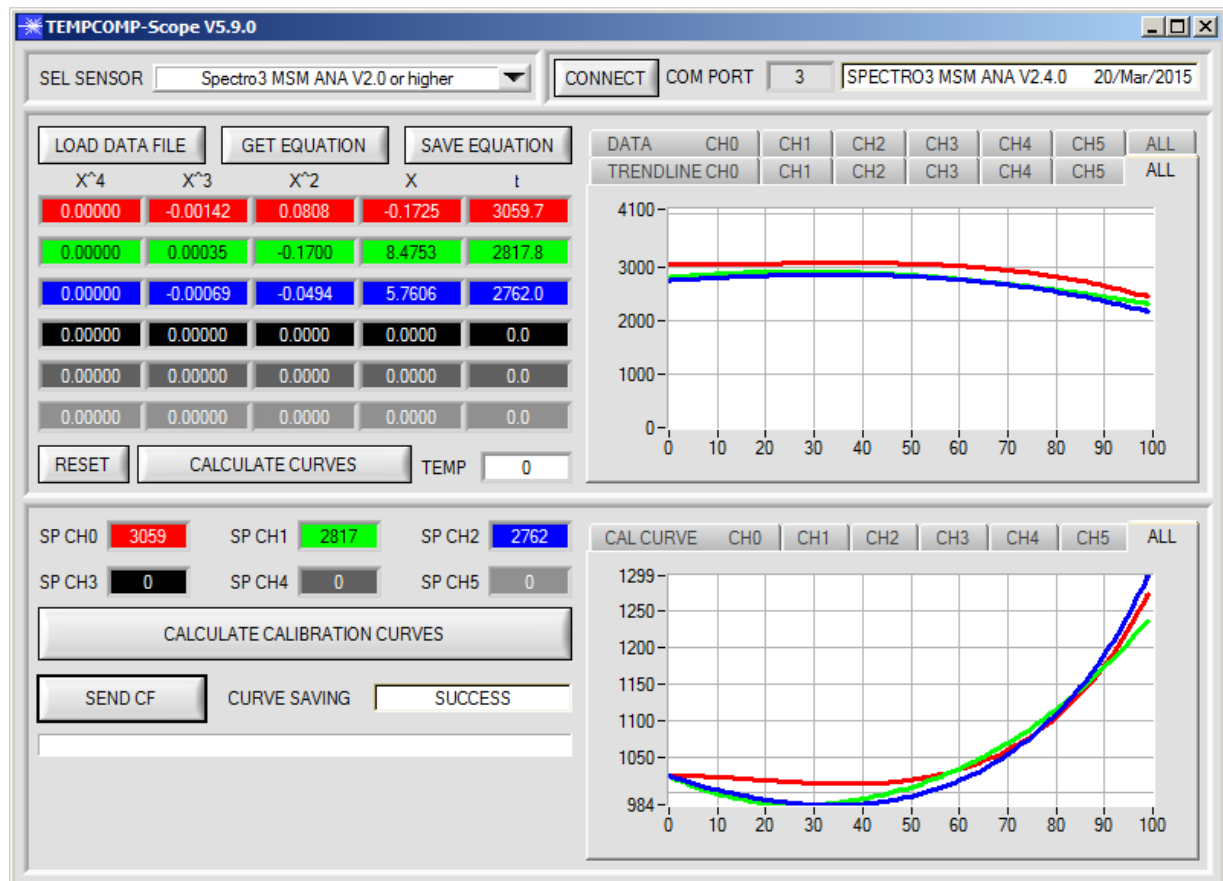 TEMPCOMP-Scope V5.9.0
SEL SENSOR Spectro3 MSM ANA V2.0 or higher
CONNECT COM PORT 3 SPECTRO3 MSM ANA V2.4.0 20/Mar/2015
LOAD DATA FILE GET EQUATION SAVE EQUATION
X^4 X^3 X^2 X t
0.00000 -0.00142 0.0808 -0.1725 3059.7
0.00000 0.00035 -0.1700 8.4753 2817.8
0.00000 -0.00069 -0.0494 5.7606 2762.0
0.00000 0.00000 0.0000 0.0000 0.0
0.00000 0.00000 0.0000 0.0000 0.0
0.00000 0.00000 0.0000 0.0000 0.0
RESET CALCULATE CURVES TEMP 0
DATA CH0 CH1 CH2 CH3 CH4 CH5 ALL
TRENDLINE CH0 CH1 CH2 CH3 CH4 CH5 ALL
4100
3000
2000
1000
0
0 10 20 30 40 50 60 70 80 90 100
SP CH0 3059 SP CH1 2817 SP CH2 2762
SP CH3 0 SP CH4 0 SP CH5 0
CALCULATE CALIBRATION CURVES
SEND CF CURVE SAVING SUCCESS
CAL CURVE CH0 CH1 CH2 CH3 CH4 CH5 ALL
1299
1250
1200
1150
1100
1050
984
0 10 20 30 40 50 60 70 80 90 100